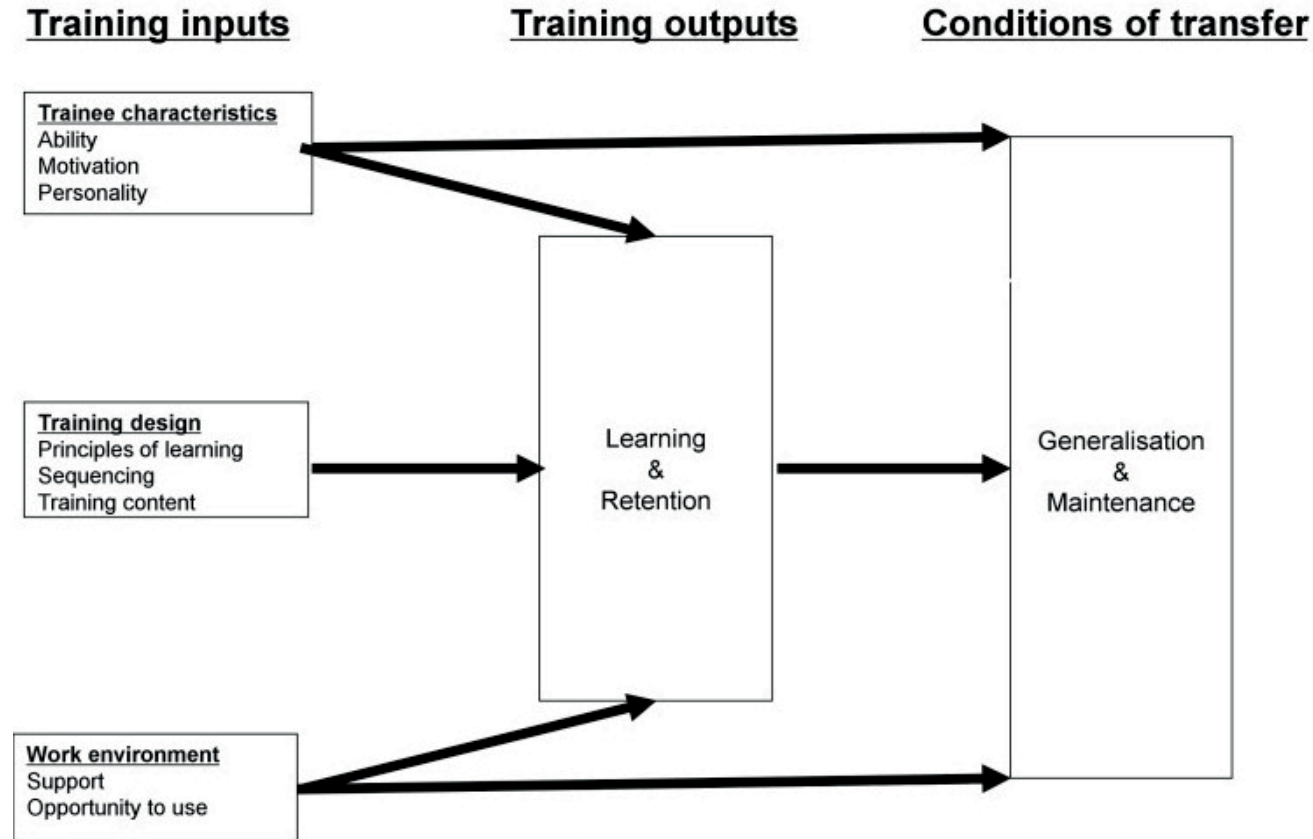 Training inputs
Training outputs
Conditions of transfer
Trainee characteristics
Ability
Motivation
Personality
Training design
Principles of learning
Sequencing
Training content
Learning
&
Retention
Generalisation
&
Maintenance
Work environment
Support
Opportunity to use